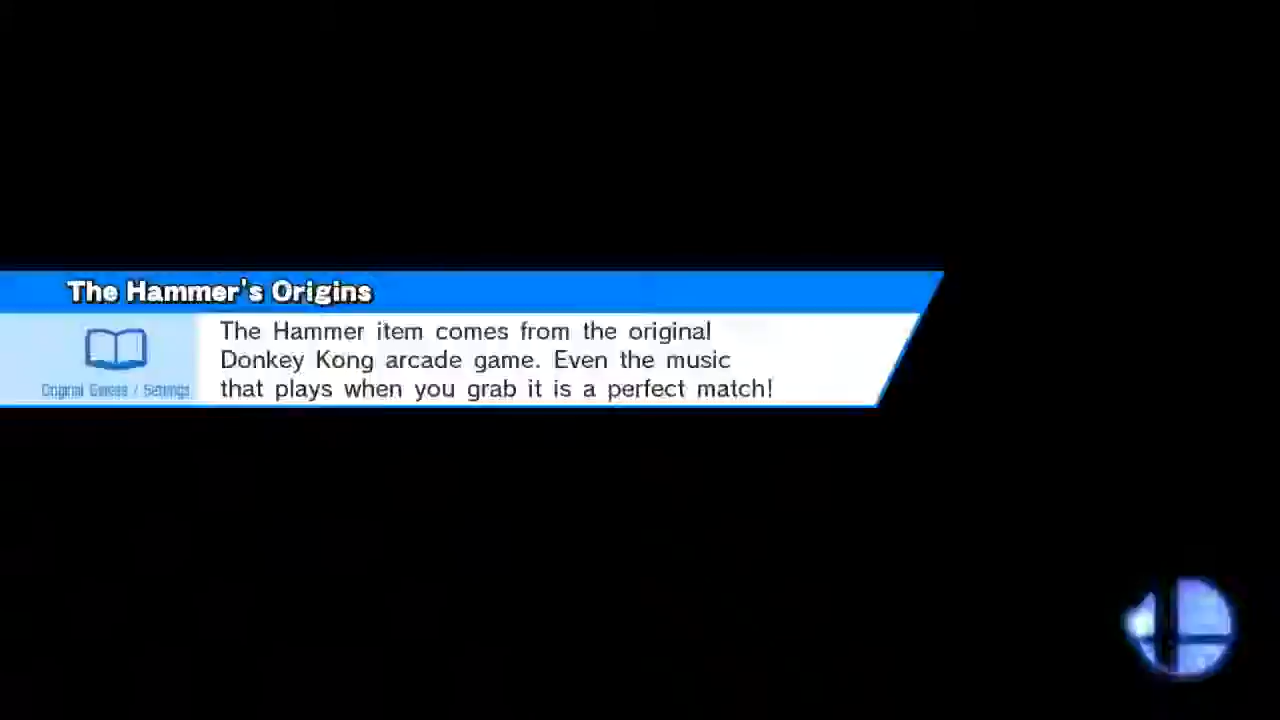 The Hammer's Origins
The Hammer item comes from the original
Donkey Kong arcade game. Even the music
that plays when you grab it is a perfect match!
Original Games / Settings